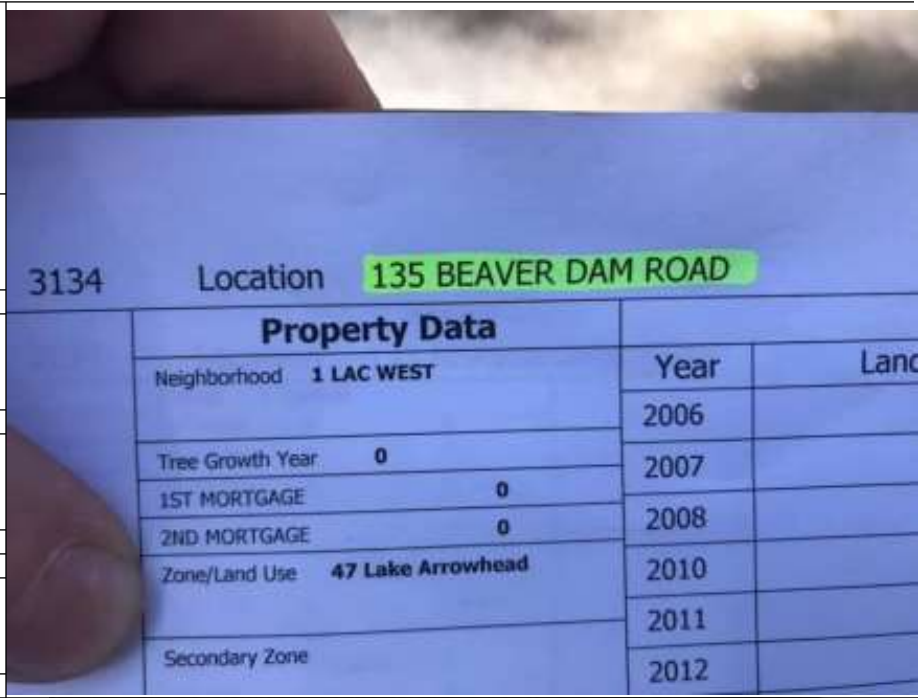 3134 Location 135 BEAVER DAM ROAD
Property Data
Neighborhood 1 LAC WEST
Tree Growth Year 0
1ST MORTGAGE 0
2ND MORTGAGE 0
Zone/Land Use 47 Lake Arrowhead
Secondary Zone
Year
2006
2007
2008
2010
2011
2012